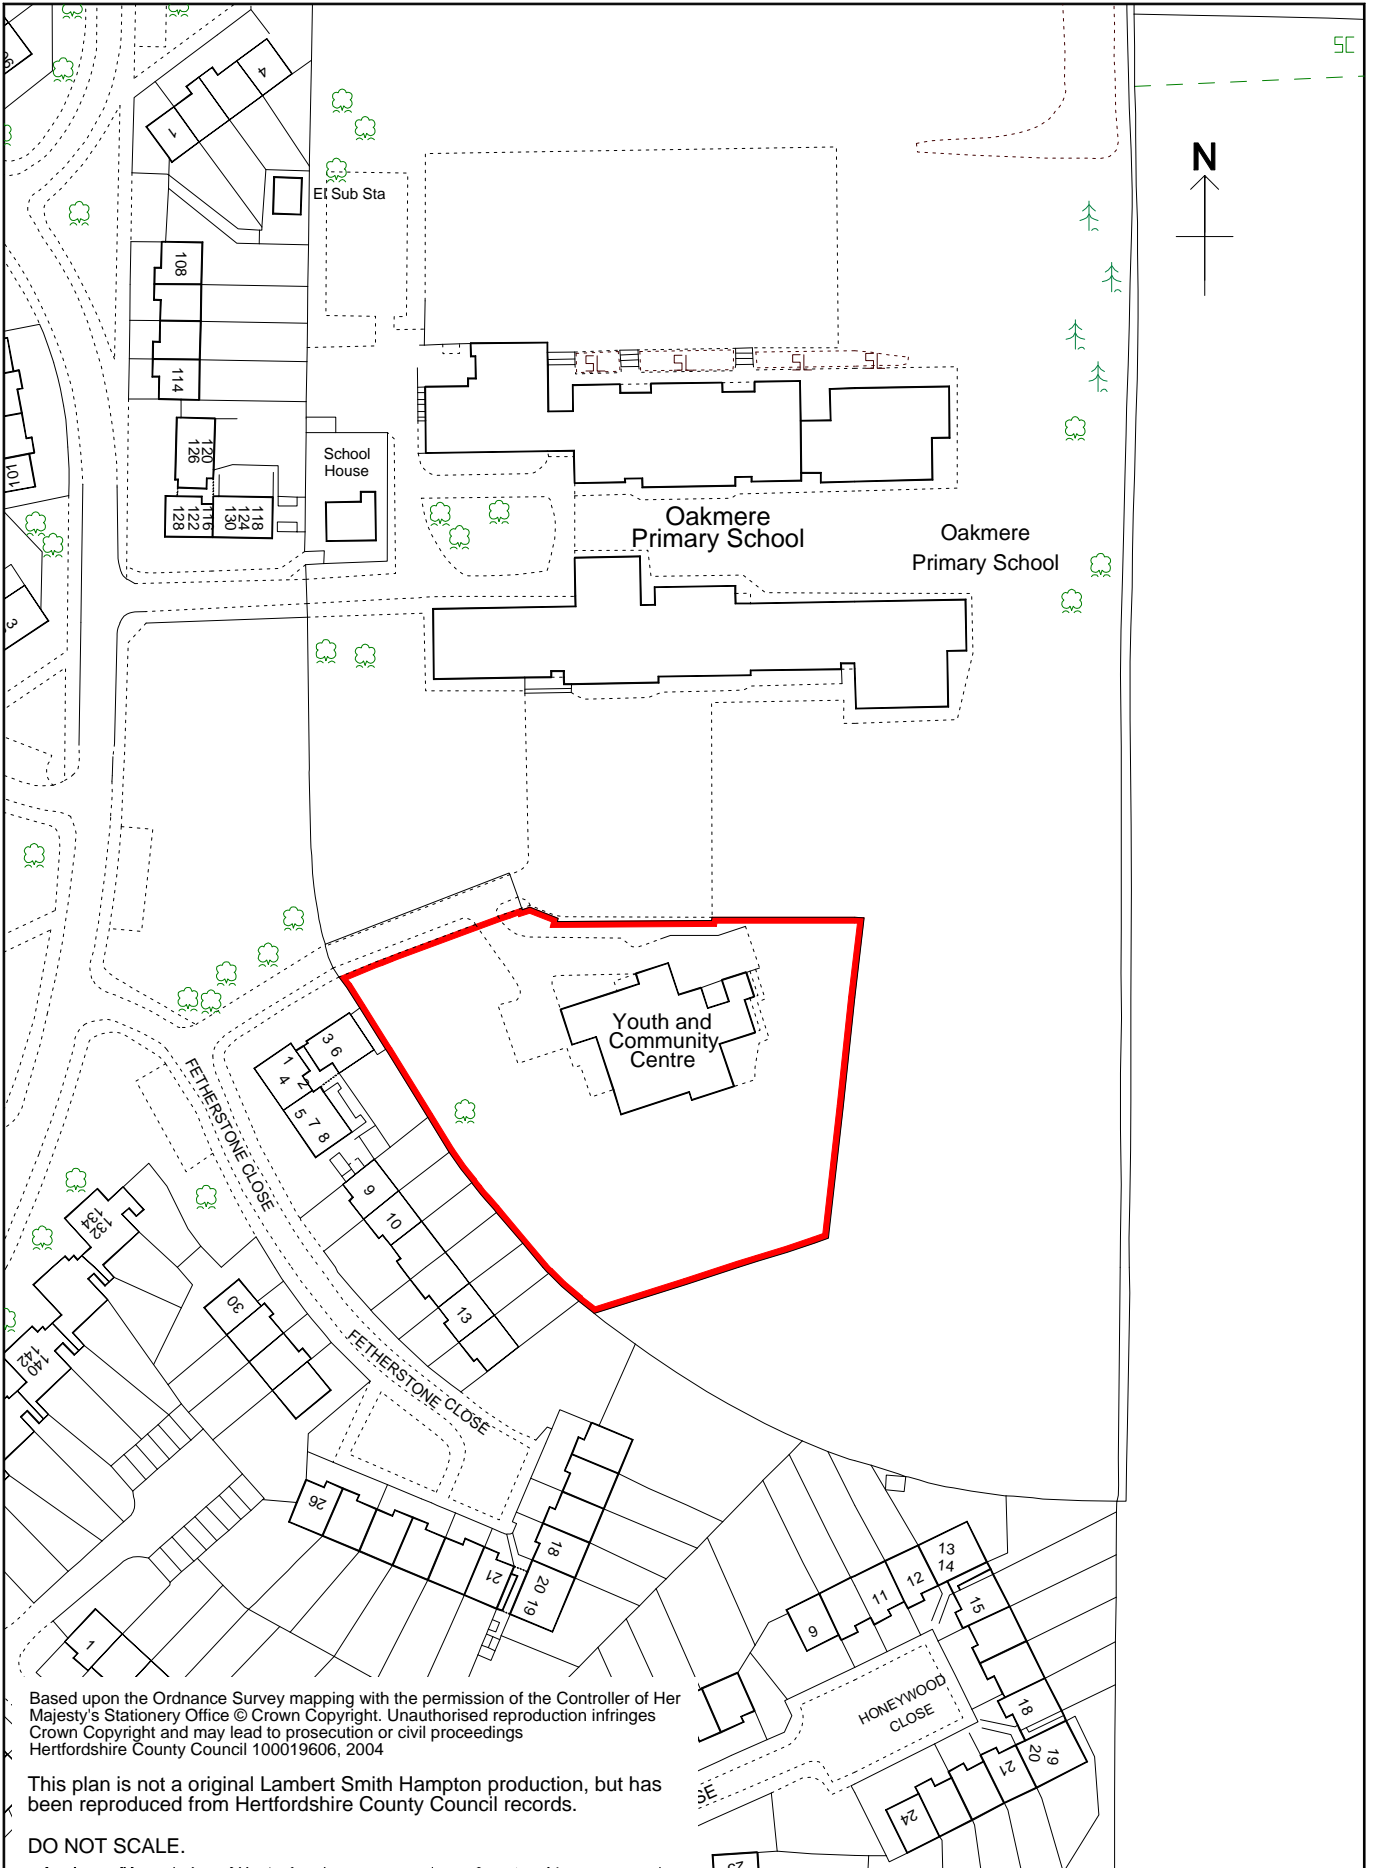 SC
N
4
1
El Sub Sta
108
114
SC
SC
SC
SC
120
126
School
House
101
128
122
116
130
124
118
Oakmere
Primary School
Oakmere
Primary School
3
Youth and
Community
Centre
3 6
1
4
2
5 7 8
FETHERSTONE CLOSE
9
10
13
132
134
30
140
142
FETHERSTONE CLOSE
26
21
18
20 19
13
14
12
11
9
15
1
HONEYWOOD
CLOSE
18
19
20
21
24
SE
Based upon the Ordnance Survey mapping with the permission of the Controller of Her
Majesty's Stationery Office © Crown Copyright. Unauthorised reproduction infringes
Crown Copyright and may lead to prosecution or civil proceedings
Hertfordshire County Council 100019606, 2004
This plan is not a original Lambert Smith Hampton production, but has
been reproduced from Hertfordshire County Council records.
DO NOT SCALE.